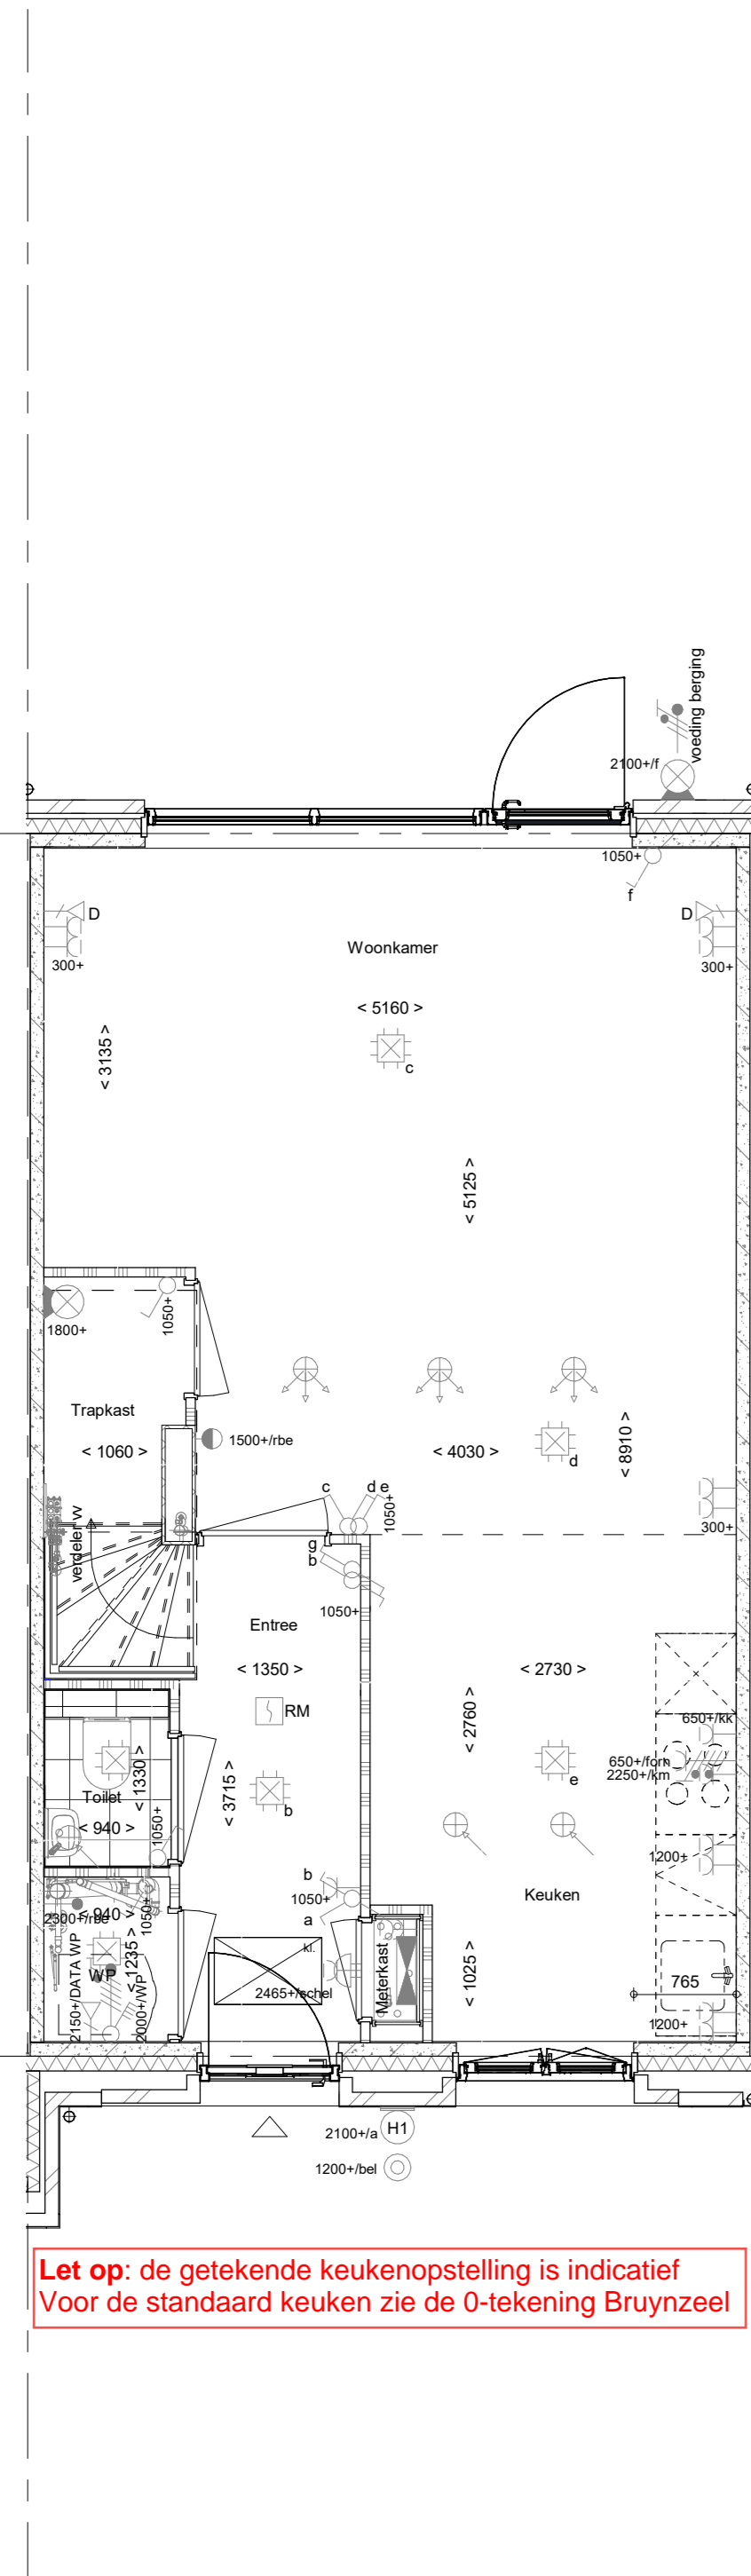 voeding berging
2100+/f
1050+
f
D
D
300+
300+
Woonkamer
< 5160 >
< 3135 >
c
< 5125 >
1050+
1800+
Trapkast
< 1060 >
1500+/rbe
< 4030 >
d
< 8910 >
c
d e
1050+
300+
verdeler VV
g
b
1050+
Entree
< 1350 >
< 2730 >
RM
< 2760 >
650+/kk
650+/forn
2250+/km
e
< 1330 >
Toilet
< 940 >
1050+
< 3715 >
b
b
1050+
a
1200+
Keuken
< 940 >
2300+/rbe
1050+
WP
< 1235 >
2150+/DATA WP
2000+/WP
kl.
2465+/schel
Meterkast
< 1025 >
765
1200+
2100+/a
H1
1200+/bel
Let op: de getekende keukenopstelling is indicatief
Voor de standaard keuken zie de 0-tekening Bruynzeel